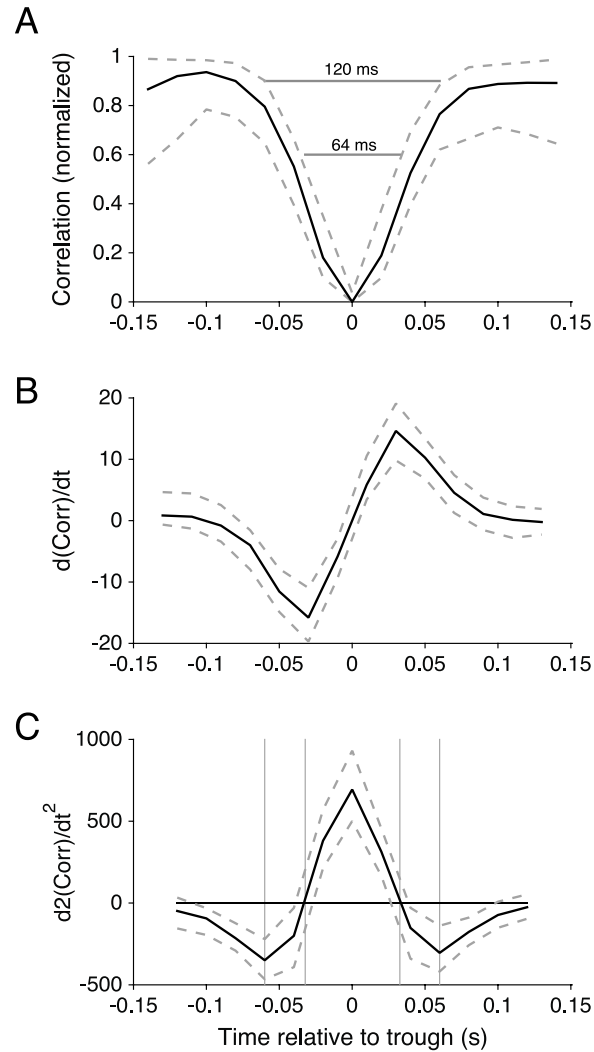 A
Correlation (normalized)
1
0.8
0.6
0.4
0.2
0
120 ms
64 ms
-0.15 -0.1 -0.05 0 0.05 0.1 0.15
B
d(Corr)/dt
20
10
0
-10
-20
-0.15 -0.1 -0.05 0 0.05 0.1 0.15
C
d2(Corr)/dt²
1000
500
0
-500
-0.15 -0.1 -0.05 0 0.05 0.1 0.15
Time relative to trough (s)